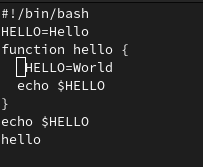 #!/bin/bash
HELLO=Hello
function hello {
  HELLO=World
  echo $HELLO
}
echo $HELLO
hello